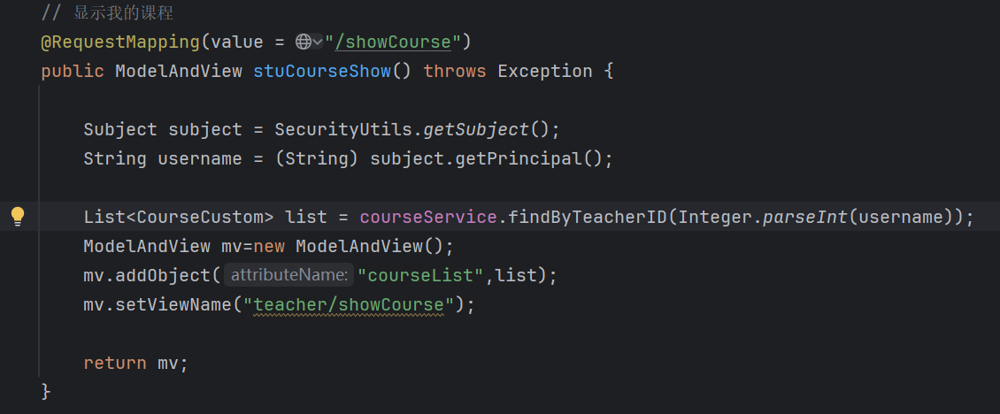 // 显示我的课程
@RequestMapping(value = "/showCourse")
public ModelAndView stuCourseShow() throws Exception {
Subject subject = SecurityUtils.getSubject();
String username = (String) subject.getPrincipal();
List<CourseCustom> list = courseService.findByTeacherID(Integer.parseInt(username));
ModelAndView mv=new ModelAndView();
mv.addObject( attributeName: "courseList",list);
mv.setViewName("teacher/showCourse");
return mv;
}